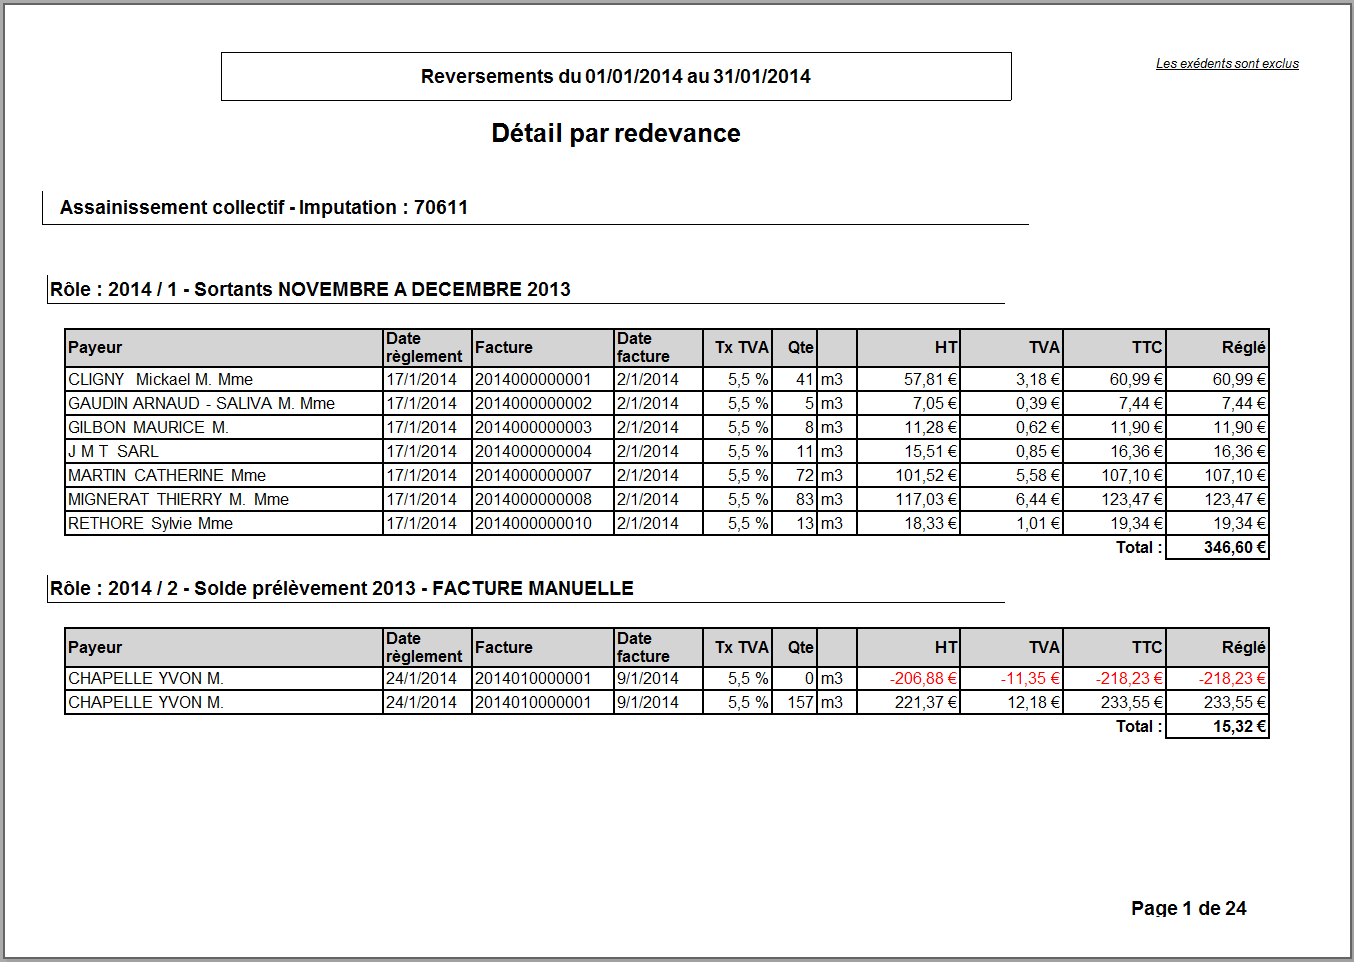 Reversements du 01/01/2014 au 31/01/2014
Les exédents sont exclus
Détail par redevance
Assainissement collectif - Imputation : 70611
Rôle : 2014 / 1 - Sortants NOVEMBRE A DECEMBRE 2013
Payeur Date règlement Facture Date facture Tx TVA Qte HT TVA TTC Réglé
CLIGNY Mickael M. Mme 17/1/2014 2014000000001 2/1/2014 5,5 % 41 m3 57,81 € 3,18 € 60,99 € 60,99 €
GAUDIN ARNAUD - SALIVA M. Mme 17/1/2014 2014000000002 2/1/2014 5,5 % 5 m3 7,05 € 0,39 € 7,44 € 7,44 €
GILBON MAURICE M. 17/1/2014 2014000000003 2/1/2014 5,5 % 8 m3 11,28 € 0,62 € 11,90 € 11,90 €
J M T SARL 17/1/2014 2014000000004 2/1/2014 5,5 % 11 m3 15,51 € 0,85 € 16,36 € 16,36 €
MARTIN CATHERINE Mme 17/1/2014 2014000000007 2/1/2014 5,5 % 72 m3 101,52 € 5,58 € 107,10 € 107,10 €
MIGNERAT THIERRY M. Mme 17/1/2014 2014000000008 2/1/2014 5,5 % 83 m3 117,03 € 6,44 € 123,47 € 123,47 €
RETHORE Sylvie Mme 17/1/2014 2014000000010 2/1/2014 5,5 % 13 m3 18,33 € 1,01 € 19,34 € 19,34 €
Total : 346,60 €
Rôle : 2014 / 2 - Solde prélèvement 2013 - FACTURE MANUELLE
Payeur Date règlement Facture Date facture Tx TVA Qte HT TVA TTC Réglé
CHAPELLE YVON M. 24/1/2014 2014010000001 9/1/2014 5,5 % 0 m3 -206,88 € -11,35 € -218,23 € -218,23 €
CHAPELLE YVON M. 24/1/2014 2014010000001 9/1/2014 5,5 % 157 m3 221,37 € 12,18 € 233,55 € 233,55 €
Total : 15,32 €
Page 1 de 24